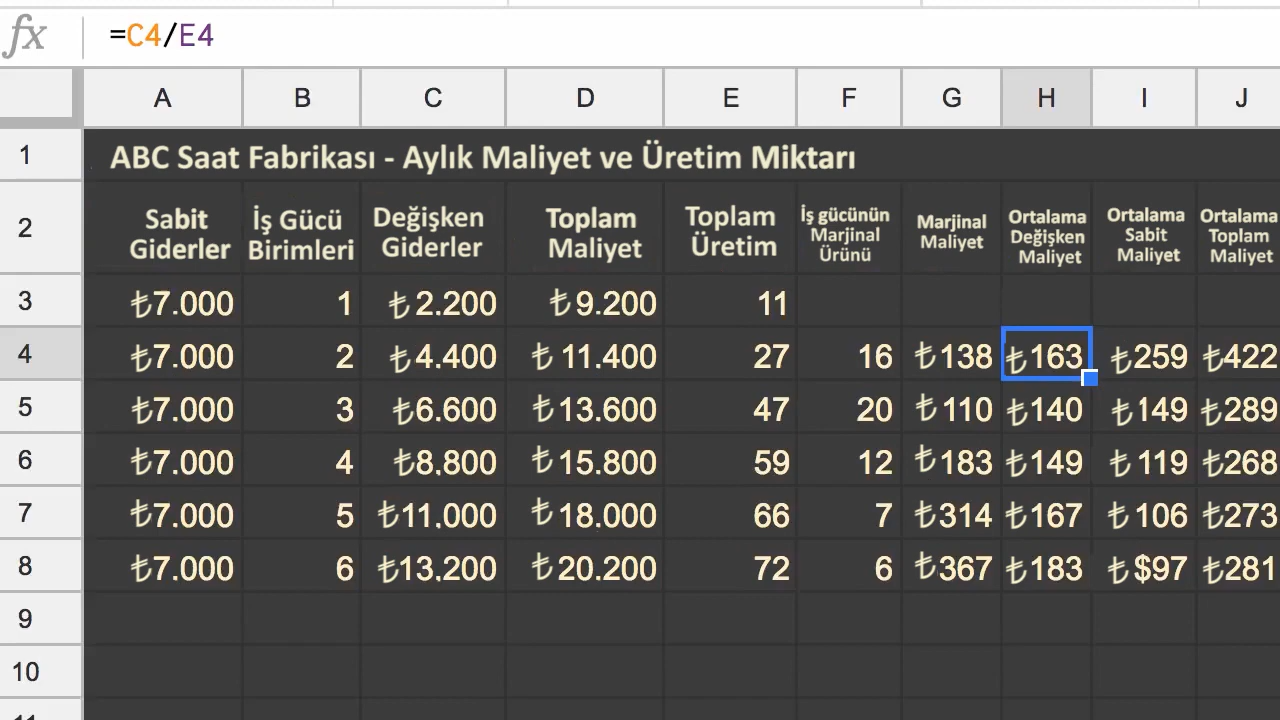 fx =C4/E4
A B C D E F G H I J
1 ABC Saat Fabrikası - Aylık Maliyet ve Üretim Miktarı
2 Sabit Giderler İş Gücü Birimleri Değişken Giderler Toplam Maliyet Toplam Üretim İş gücünün Marjinal Ürünü Marjinal Maliyet Ortalama Değişken Maliyet Ortalama Sabit Maliyet Ortalama Toplam Maliyet
3 ₺7.000 1 ₺2.200 ₺9.200 11
4 ₺7.000 2 ₺4.400 ₺11.400 27 16 ₺138 ₺163 ₺259 ₺422
5 ₺7.000 3 ₺6.600 ₺13.600 47 20 ₺110 ₺140 ₺149 ₺289
6 ₺7.000 4 ₺8,800 ₺15.800 59 12 ₺183 ₺149 ₺119 ₺268
7 ₺7.000 5 ₺11,000 ₺18.000 66 7 ₺314 ₺167 ₺106 ₺273
8 ₺7.000 6 ₺13,200 ₺20.200 72 6 ₺367 ₺183 ₺$97 ₺281
9
10
11